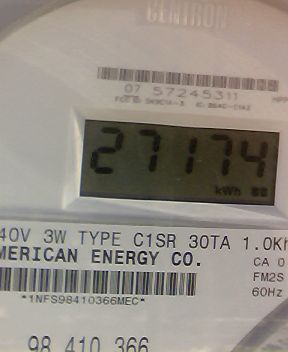 CENTRON
07 57245311
27174
kWh
40V 3W TYPE C1SR 30TA 1.0Kh
MERICAN ENERGY CO.
CA 0
FM2S
60Hz
*1NFS98410366MEC*
98 410 366